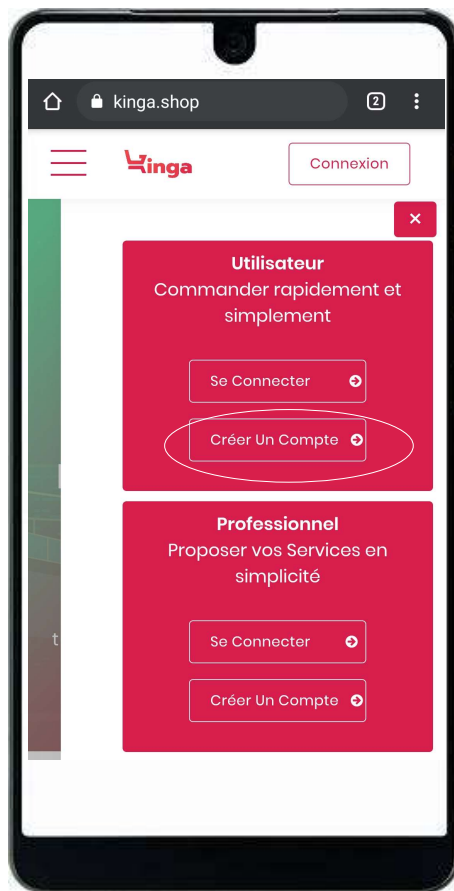 kinga.shop
2
Kinga
Connexion
×
Utilisateur
Commander rapidement et
simplement
Se Connecter
Créer Un Compte
Professionnel
Proposer vos Services en
simplicité
t
Se Connecter
Créer Un Compte